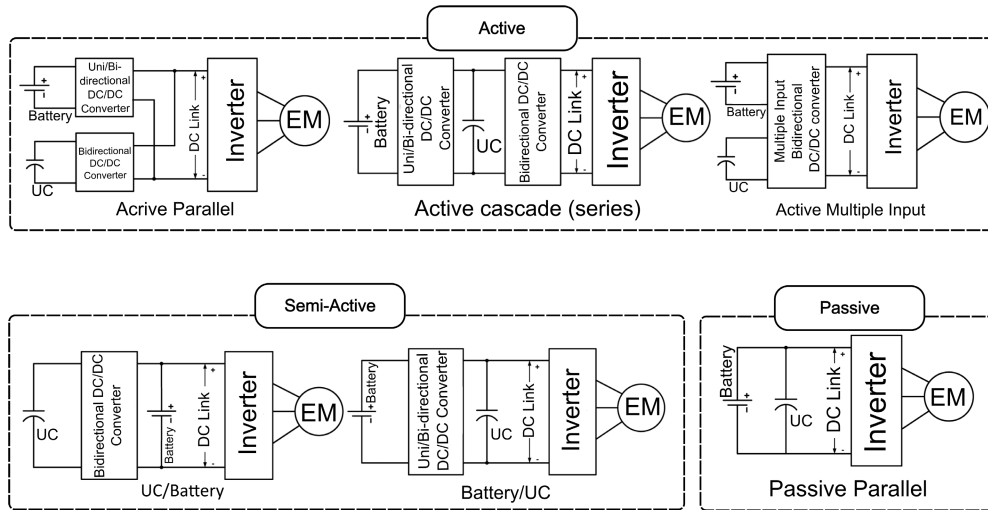 Active
Uni/Bi-
directional
DC/DC
Converter
Battery
Bidirectional
DC/DC
Converter
UC
+
DC Link
-
Inverter
EM
Acrive Parallel
Battery
Uni/Bi-directional
DC/DC
Converter
UC
Bidirectional DC/DC
Converter
+
DC Link
-
Inverter
EM
Active cascade (series)
Battery
UC
Multiple Input
Bidirectional
DC/DC converter
+
DC Link
-
Inverter
EM
Active Multiple Input
Semi-Active
UC
Bidirectional DC/DC
Converter
Battery
+
DC Link
-
Inverter
EM
UC/Battery
Battery
Uni/Bi-directional
DC/DC Converter
UC
+
DC Link
-
Inverter
EM
Battery/UC
Passive
Battery
UC
+
DC Link
-
Inverter
EM
Passive Parallel